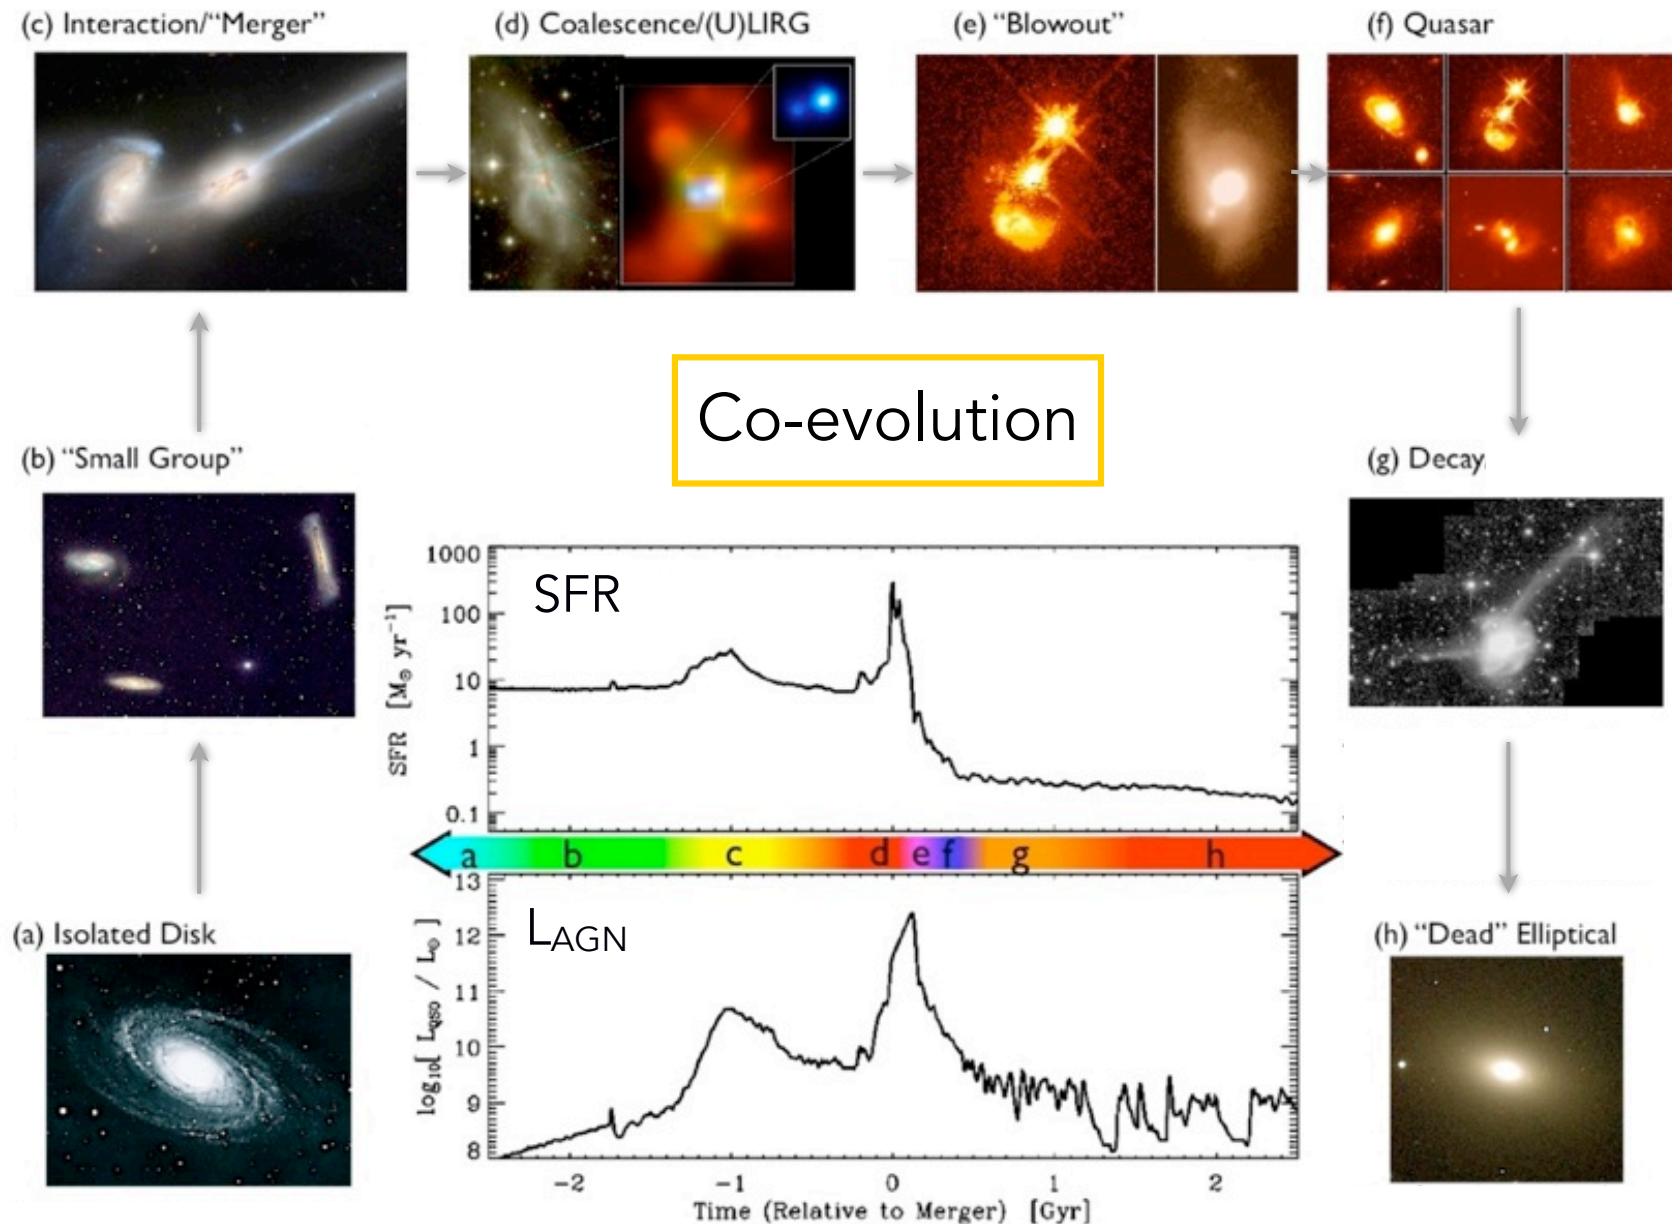 (c) Interaction/“Merger”
(d) Coalescence/(U)LIRG
(e) “Blowout”
(f) Quasar
Co-evolution
(b) “Small Group”
(g) Decay
1000
100
10
1
0.1
SFR [M⊙ yr⁻¹]
SFR
a b c d e f g h
13
12
11
10
9
8
log₁₀[ L_QSO / L⊙ ]
L_AGN
(a) Isolated Disk
(h) “Dead” Elliptical
-2 -1 0 1 2
Time (Relative to Merger) [Gyr]